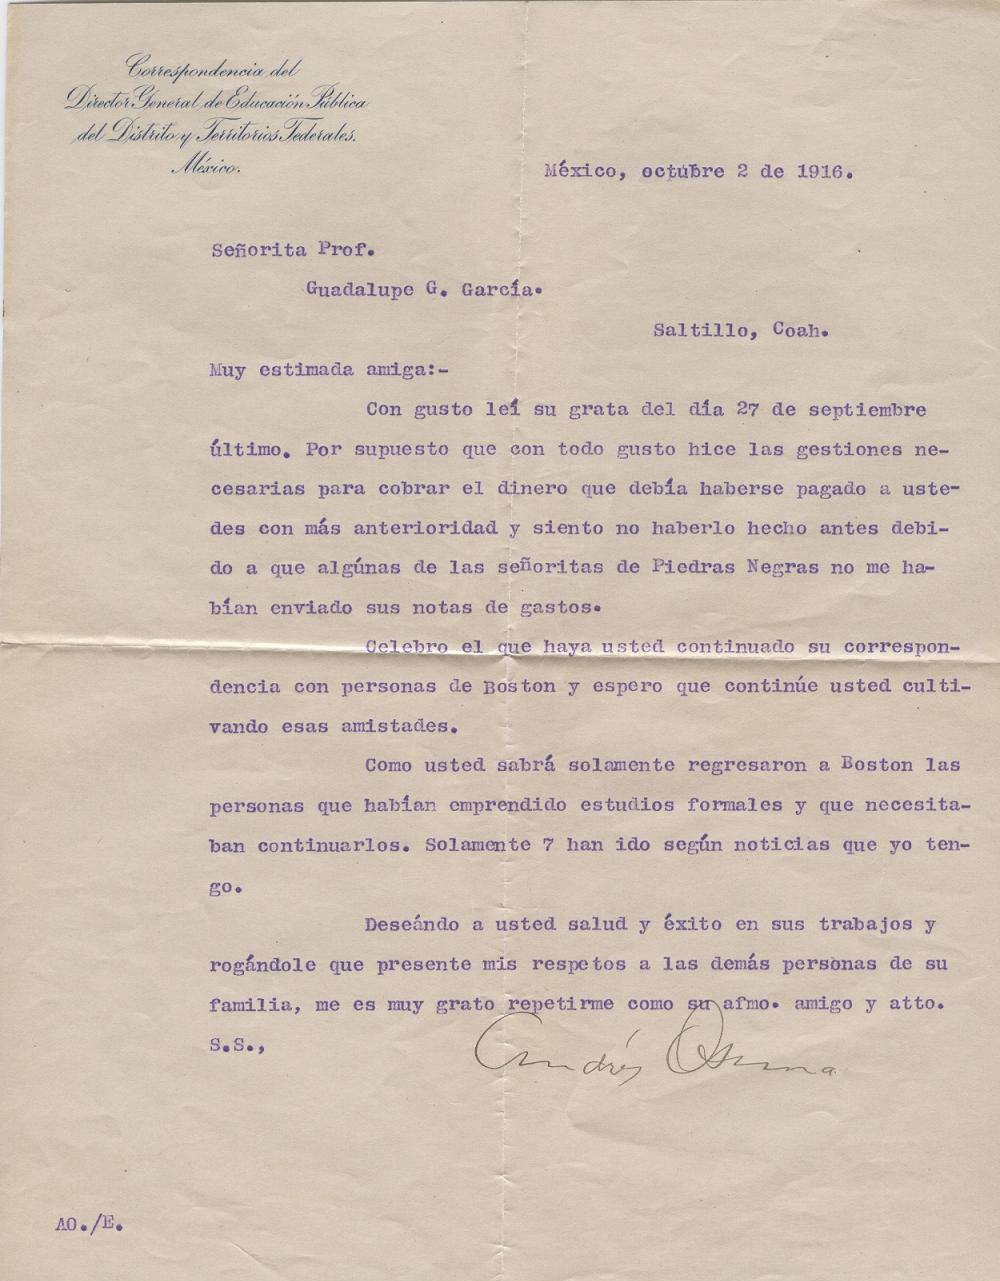 Correspondencia del
Director General de Educación Pública
del Distrito y Territorios Federales.
México.
México, octubre 2 de 1916.
Señorita Prof.
Guadalupe G. García.
Saltillo, Coah.
Muy estimada amiga:-
Con gusto leí su grata del día 27 de septiembre
último. Por supuesto que con todo gusto hice las gestiones ne-
cesarias para cobrar el dinero que debía haberse pagado a uste-
des con más anterioridad y siento no haberlo hecho antes debi-
do a que algúnas de las señoritas de Piedras Negras no me ha-
bían enviado sus notas de gastos.
Celebro el que haya usted continuado su correspon-
dencia con personas de Boston y espero que continúe usted culti-
vando esas amistades.
Como usted sabrá solamente regresaron a Boston las
personas que habían emprendido estudios formales y que necesita-
ban continuarlos. Solamente 7 han ido según noticias que yo ten-
go.
Deseándo a usted salud y éxito en sus trabajos y
rogándole que presente mis respetos a las demás personas de su
familia, me es muy grato repetirme como su afmo. amigo y atto.
S.S.,
Andrés Osuna
AO./E.